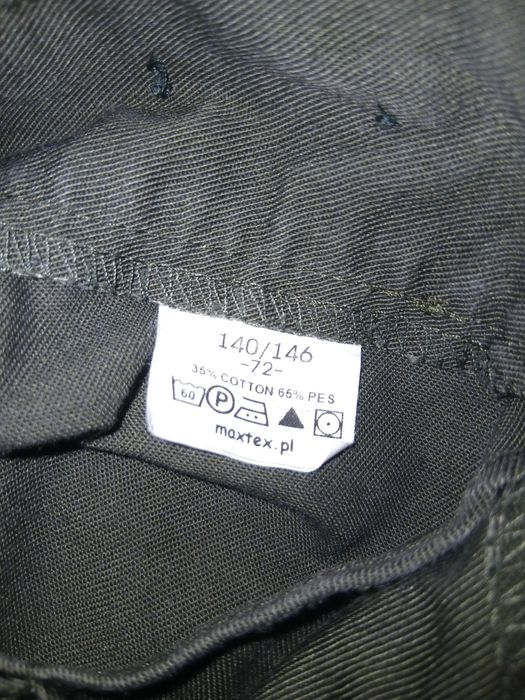 140/146
-72-
35% COTTON 65% PES
60 P
maxtex.pl